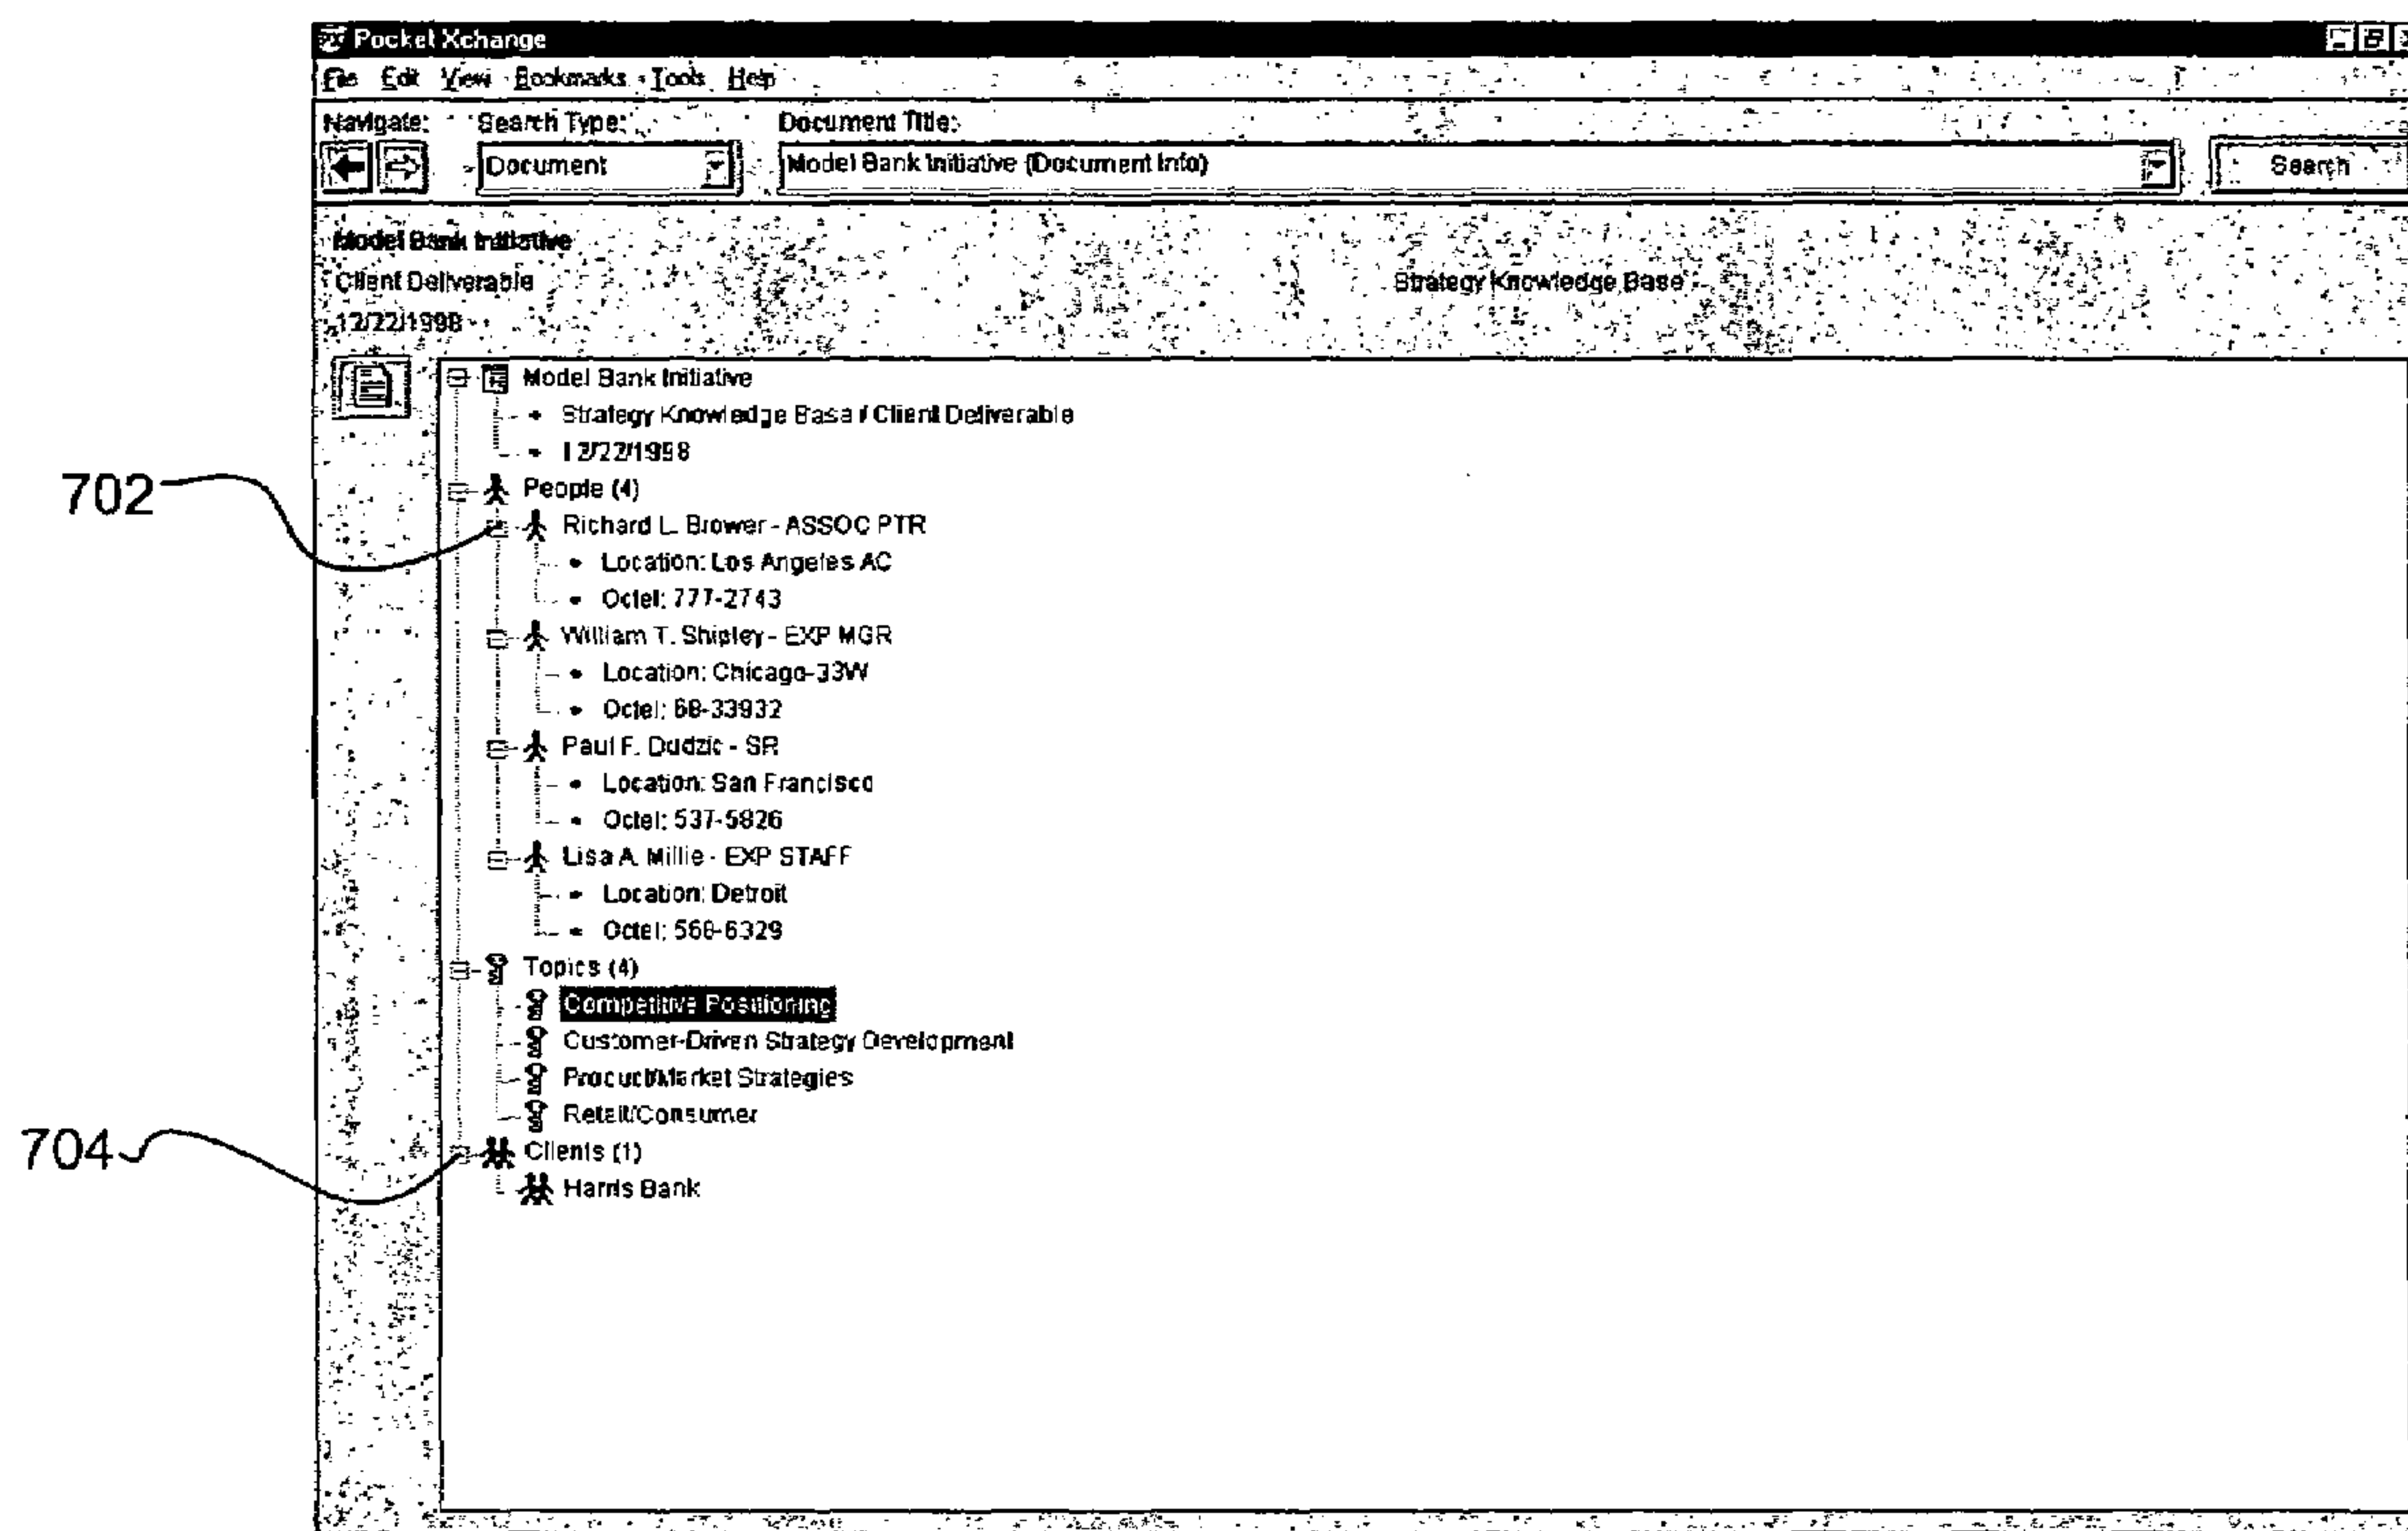 Pocket Xchange
File Edit View Bookmarks Tools Help
Navigate: Search Type: Document Title:
Document Model Bank Initiative (Document Info) Search
Model Bank Initiative
Client Deliverable Strategy Knowledge Base
12/22/1998
Model Bank Initiative
Strategy Knowledge Base / Client Deliverable
12/22/1998
702
People (4)
Richard L. Brower - ASSOC PTR
Location: Los Angeles AC
Octel: 777-2743
William T. Shipley - EXP MGR
Location: Chicago-33W
Octel: 68-33932
Paul F. Dudzic - SR
Location: San Francisco
Octel: 537-5826
Lisa A. Millie - EXP STAFF
Location: Detroit
Octel: 568-6329
Topics (4)
Competitive Positioning
Customer-Driven Strategy Development
Product/Market Strategies
Retail/Consumer
704
Clients (1)
Harris Bank